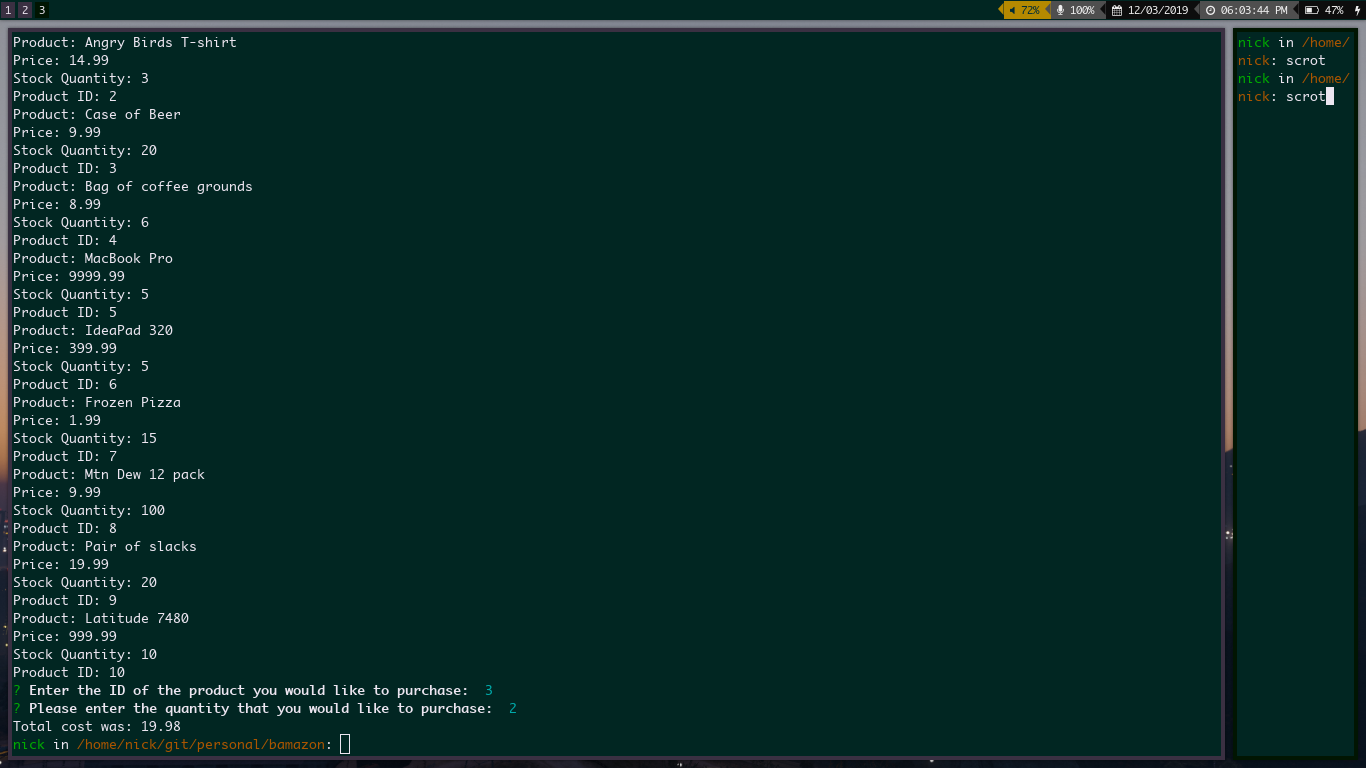 1 2 3
72% 100% 12/03/2019 06:03:44 PM 47%
Product: Angry Birds T-shirt
Price: 14.99
Stock Quantity: 3
Product ID: 2
Product: Case of Beer
Price: 9.99
Stock Quantity: 20
Product ID: 3
Product: Bag of coffee grounds
Price: 8.99
Stock Quantity: 6
Product ID: 4
Product: MacBook Pro
Price: 9999.99
Stock Quantity: 5
Product ID: 5
Product: IdeaPad 320
Price: 399.99
Stock Quantity: 5
Product ID: 6
Product: Frozen Pizza
Price: 1.99
Stock Quantity: 15
Product ID: 7
Product: Mtn Dew 12 pack
Price: 9.99
Stock Quantity: 100
Product ID: 8
Product: Pair of slacks
Price: 19.99
Stock Quantity: 20
Product ID: 9
Product: Latitude 7480
Price: 999.99
Stock Quantity: 10
Product ID: 10
? Enter the ID of the product you would like to purchase: 3
? Please enter the quantity that you would like to purchase: 2
Total cost was: 19.98
nick in /home/nick/git/personal/bamazon:
nick in /home/
nick: scrot
nick in /home/
nick: scrot